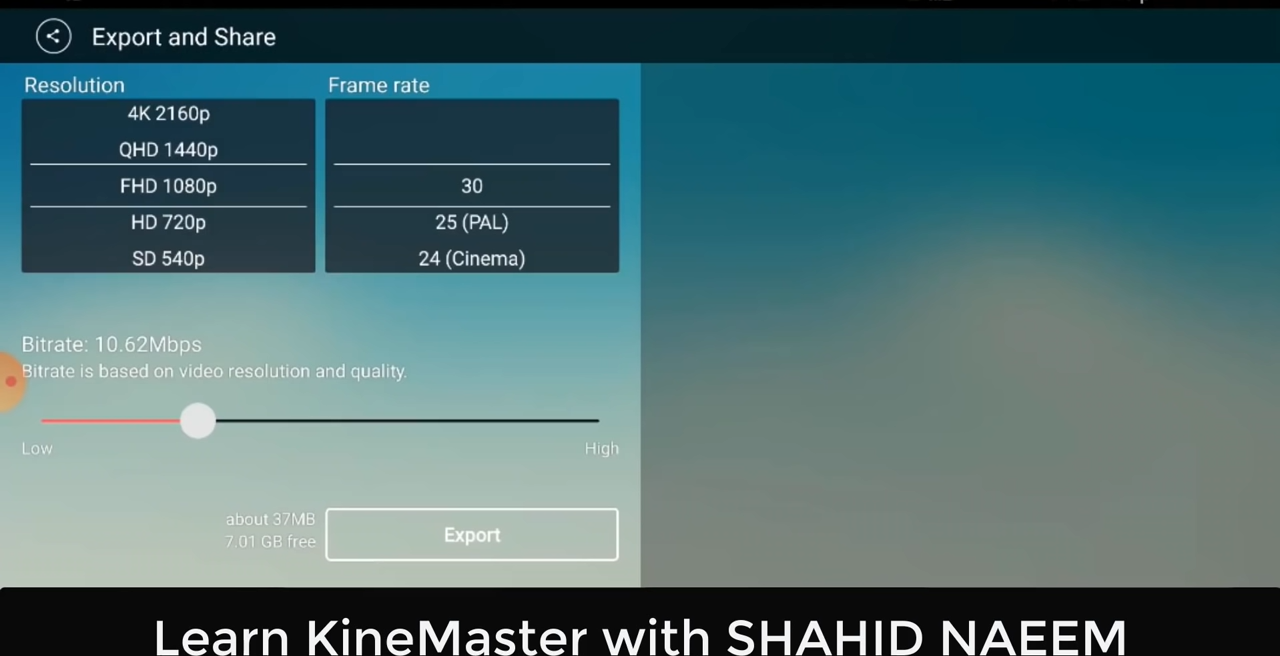 Export and Share
Resolution
Frame rate
4K 2160p
QHD 1440p
FHD 1080p
HD 720p
SD 540p
30
25 (PAL)
24 (Cinema)
Bitrate: 10.62Mbps
Bitrate is based on video resolution and quality.
Low
High
about 37MB
7.01 GB free
Export
Learn KineMaster with SHAHID NAEEM